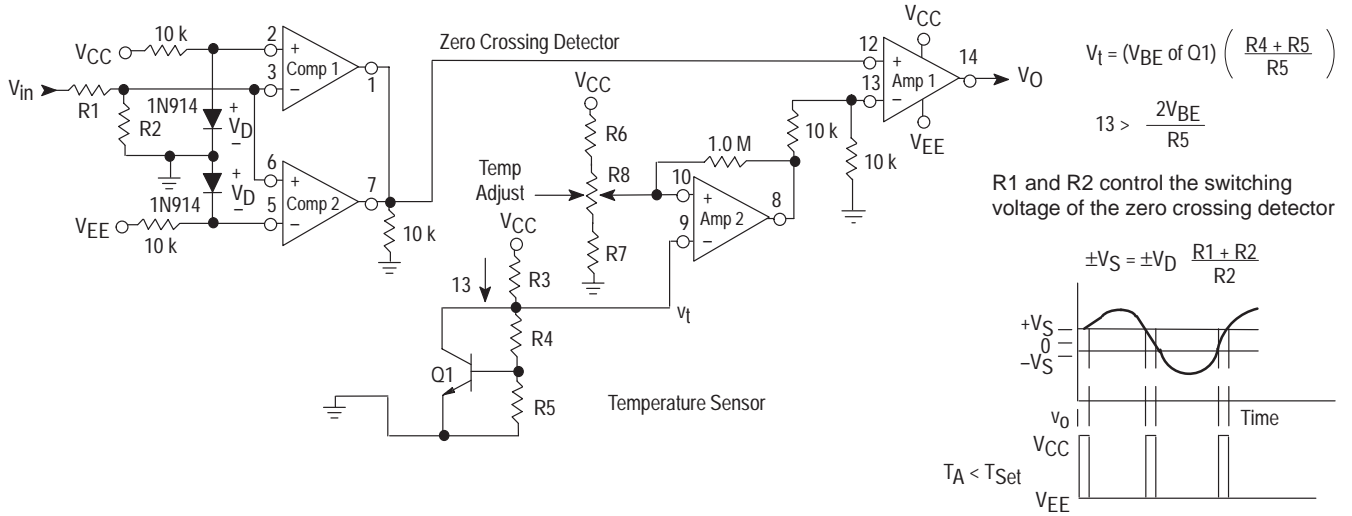 Zero Crossing Detector
VCC
10 k
2
+
3
−
Comp 1
1
Vin
R1
R2
1N914
+
VD
−
+
VD
−
1N914
6
+
5
−
Comp 2
7
VEE
10 k
10 k
VCC
R6
Temp
Adjust
R8
R7
1.0 M
10
+
9
−
Amp 2
8
10 k
10 k
VCC
12
+
13
−
Amp 1
14
VO
VEE
VCC
13
R3
vt
R4
Q1
R5
Temperature Sensor
Vt = (VBE of Q1) ( R4 + R5 / R5 )
13 > 2VBE / R5
R1 and R2 control the switching
voltage of the zero crossing detector
±VS = ±VD R1 + R2 / R2
+VS
0
−VS
vo
Time
VCC
TA < TSet
VEE